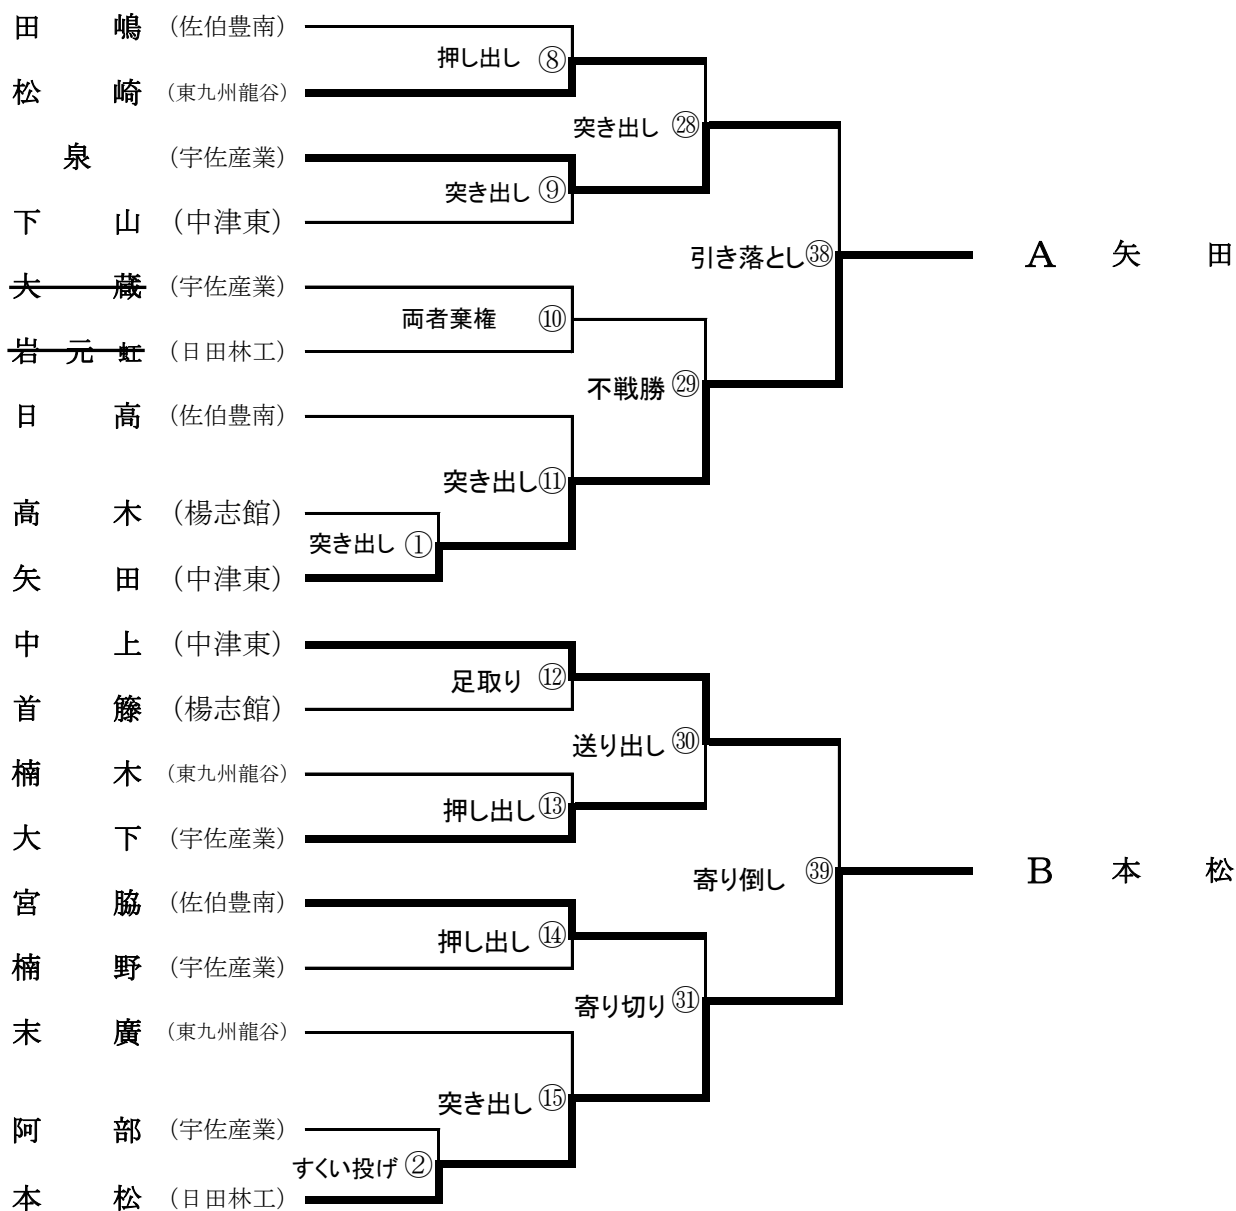 田嶋 (佐伯豊南)
押し出し ⑧
松崎 (東九州龍谷)
突き出し ㉘
泉 (宇佐産業)
突き出し ⑨
下山 (中津東)
引き落とし ㊳
A 矢田
大蔵 (宇佐産業)
両者棄権 ⑩
岩元虹 (日田林工)
不戦勝 ㉙
日高 (佐伯豊南)
突き出し ⑪
高木 (楊志館)
突き出し ①
矢田 (中津東)
中上 (中津東)
足取り ⑫
首籐 (楊志館)
送り出し ㉚
楠木 (東九州龍谷)
押し出し ⑬
大下 (宇佐産業)
寄り倒し ㊴
B 本松
宮脇 (佐伯豊南)
押し出し ⑭
楠野 (宇佐産業)
寄り切り ㉛
末廣 (東九州龍谷)
突き出し ⑮
阿部 (宇佐産業)
すくい投げ ②
本松 (日田林工)